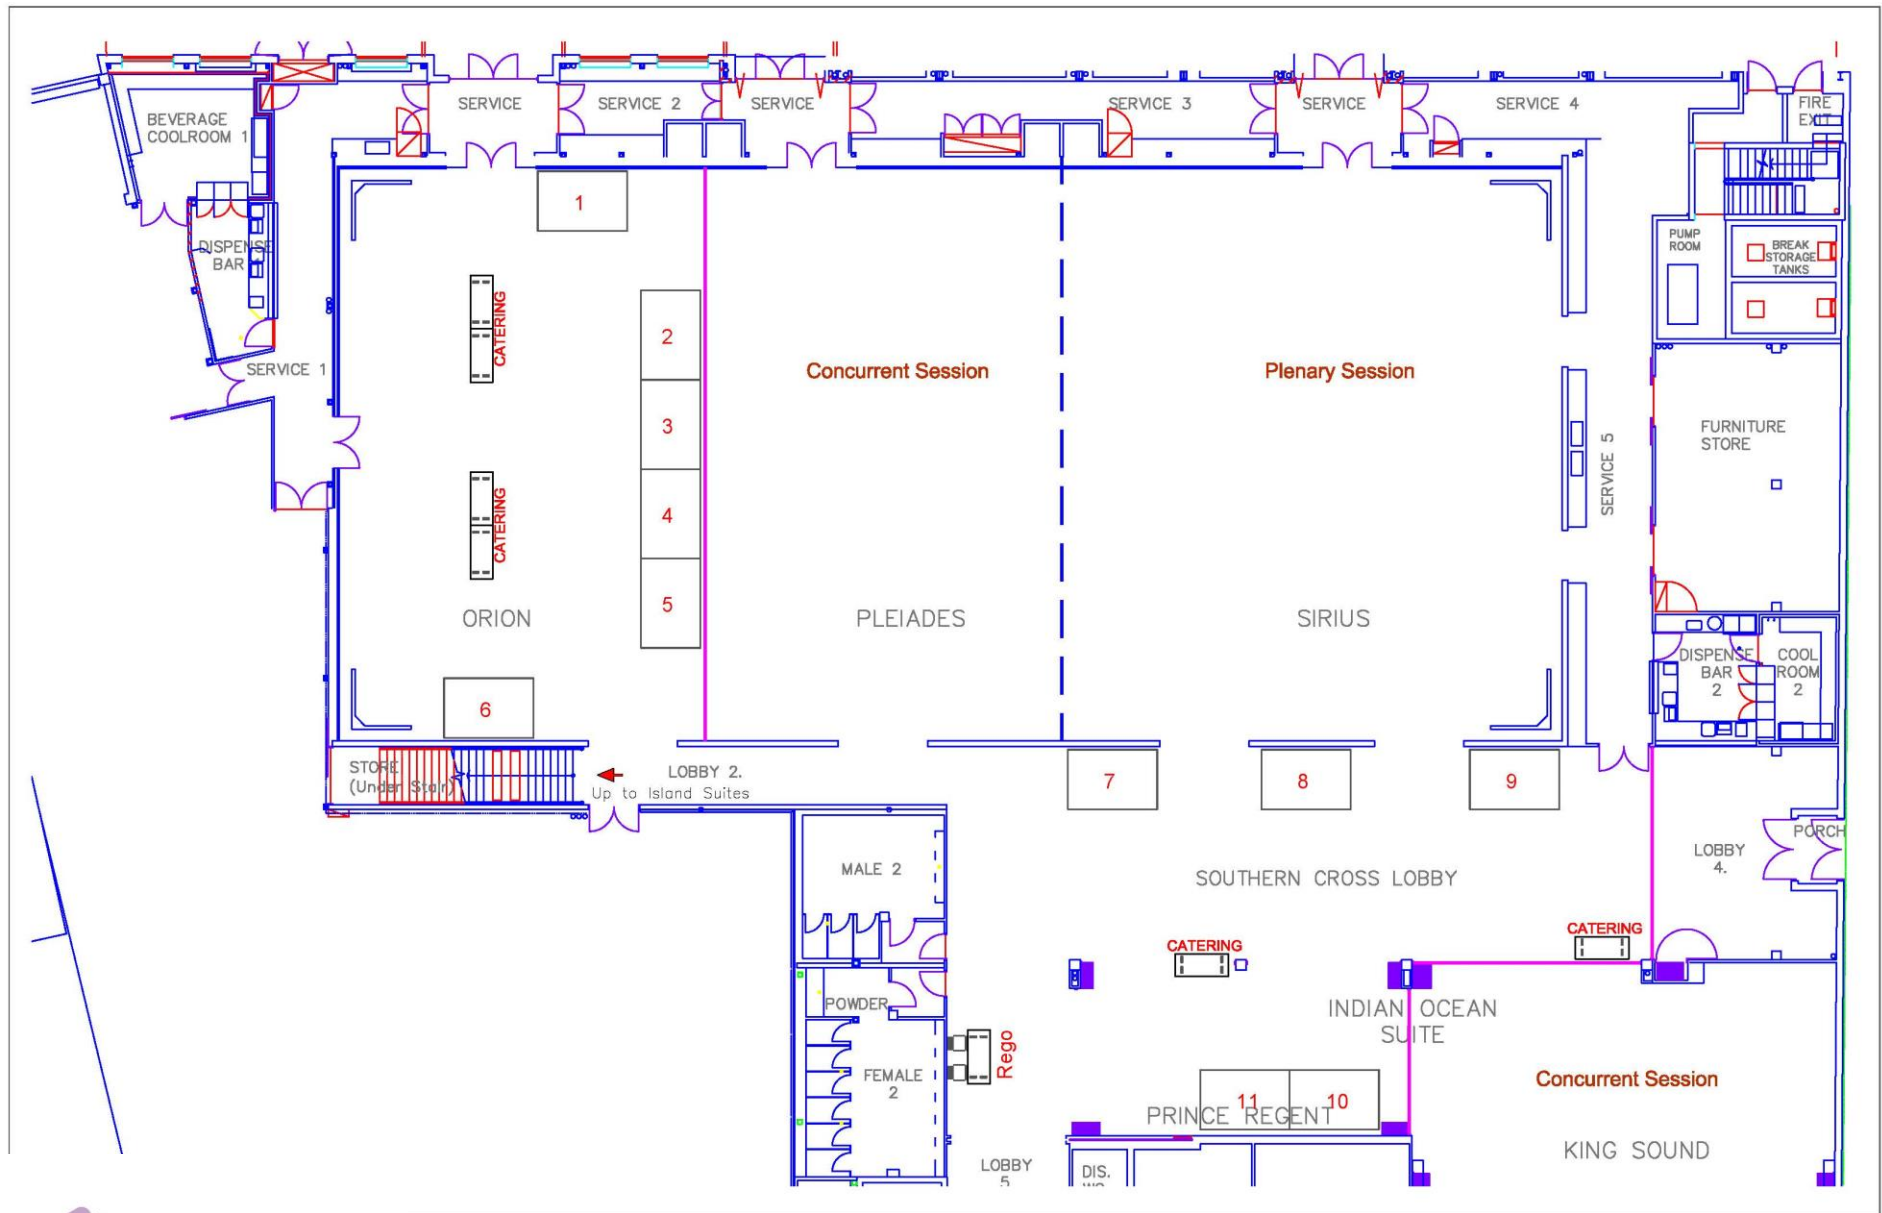 SERVICE
SERVICE 2
SERVICE
SERVICE 3
SERVICE
SERVICE 4
FIRE
EXIT
BEVERAGE
COOLROOM 1
DISPENSE
BAR
SERVICE 1
1
CATERING
2
3
CATERING
4
5
6
ORION
Concurrent Session
PLEIADES
Plenary Session
SIRIUS
SERVICE 5
PUMP
ROOM
BREAK
STORAGE
TANKS
FURNITURE
STORE
DISPENSE
BAR
2
COOL
ROOM
2
STORE
(Under Stair)
LOBBY 2.
Up to Island Suites
7
8
9
MALE 2
SOUTHERN CROSS LOBBY
LOBBY
4.
PORCH
CATERING
CATERING
POWDER
INDIAN OCEAN
SUITE
Rego
FEMALE
2
11
10
PRINCE REGENT
Concurrent Session
KING SOUND
LOBBY
5
DIS.